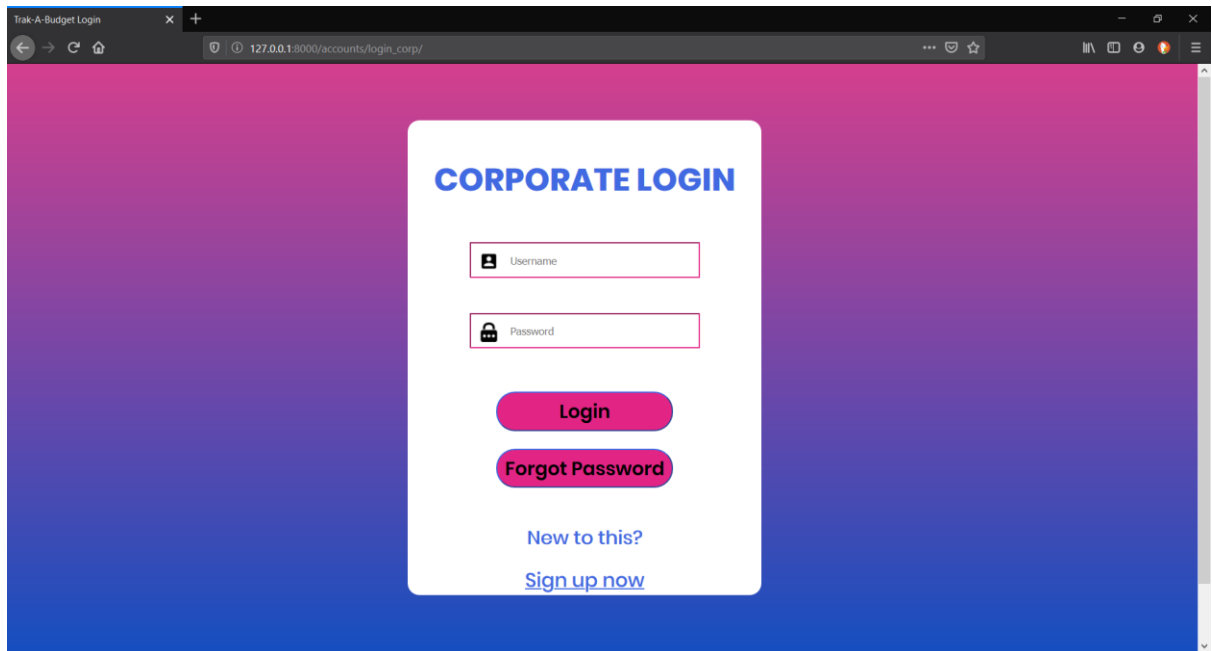 Trak-A-Budget Login
127.0.0.1:8000/accounts/login_corp/
CORPORATE LOGIN
Username
Password
Login
Forgot Password
New to this?
Sign up now